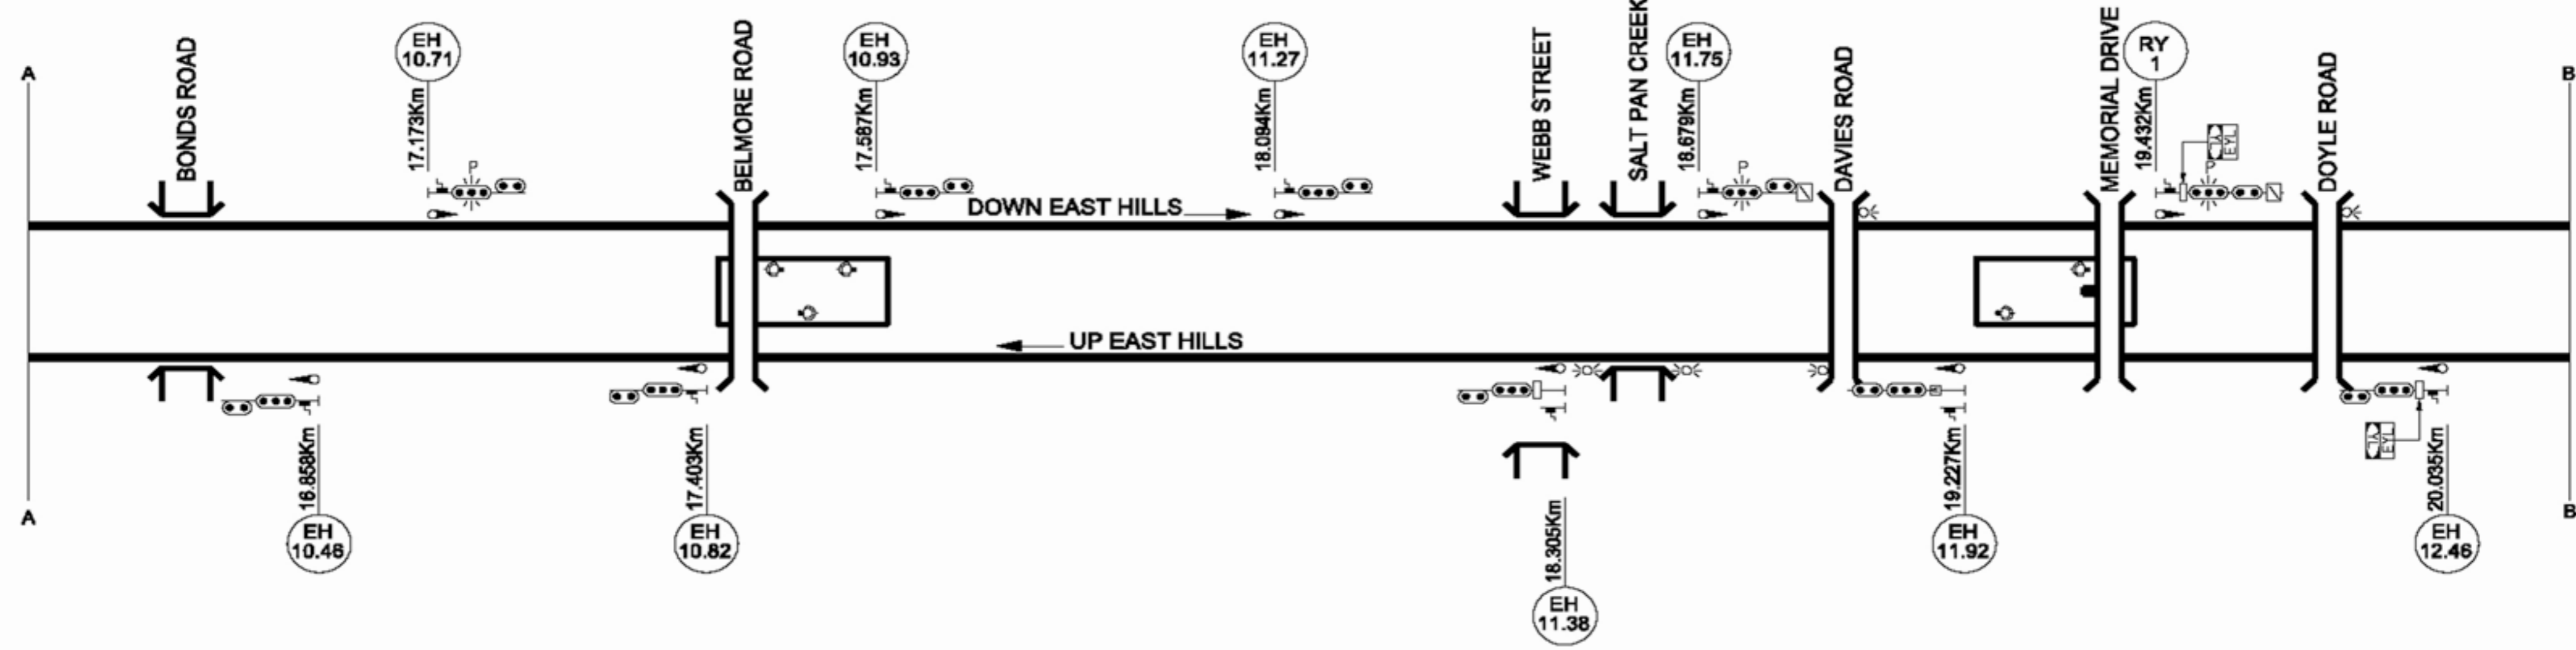 A
BONDS ROAD
EH
10.71
17.173Km
P
BELMORE ROAD
EH
10.93
17.587Km
DOWN EAST HILLS
EH
11.27
18.094Km
WEBB STREET
SALT PAN CREEK
EH
11.75
18.679Km
P
DAVIES ROAD
MEMORIAL DRIVE
RY
1
19.432Km
P
EYL
DOYLE ROAD
B
UP EAST HILLS
A
16.858Km
EH
10.46
17.403Km
EH
10.82
18.305Km
EH
11.38
19.227Km
EH
11.92
EYL
20.035Km
EH
12.46
B